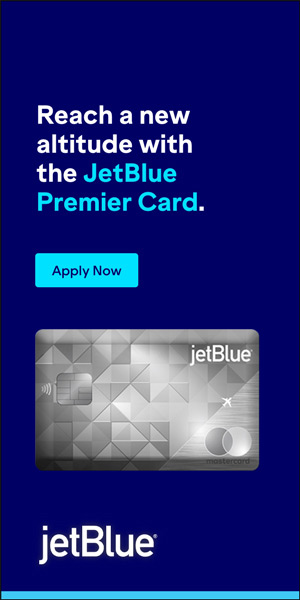 Reach a new
altitude with
the JetBlue
Premier Card.
Apply Now
jetBlue®
mastercard
jetBlue®